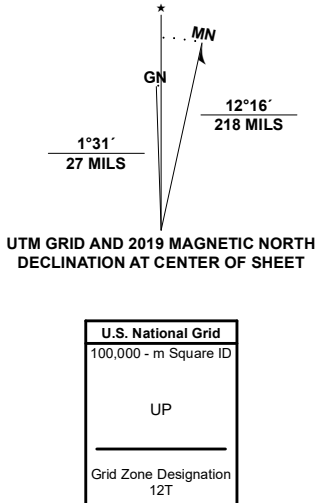 ★
MN
GN
12°16´
218 MILS
1°31´
27 MILS
UTM GRID AND 2019 MAGNETIC NORTH
DECLINATION AT CENTER OF SHEET
U.S. National Grid
100,000 - m Square ID
UP
Grid Zone Designation
12T